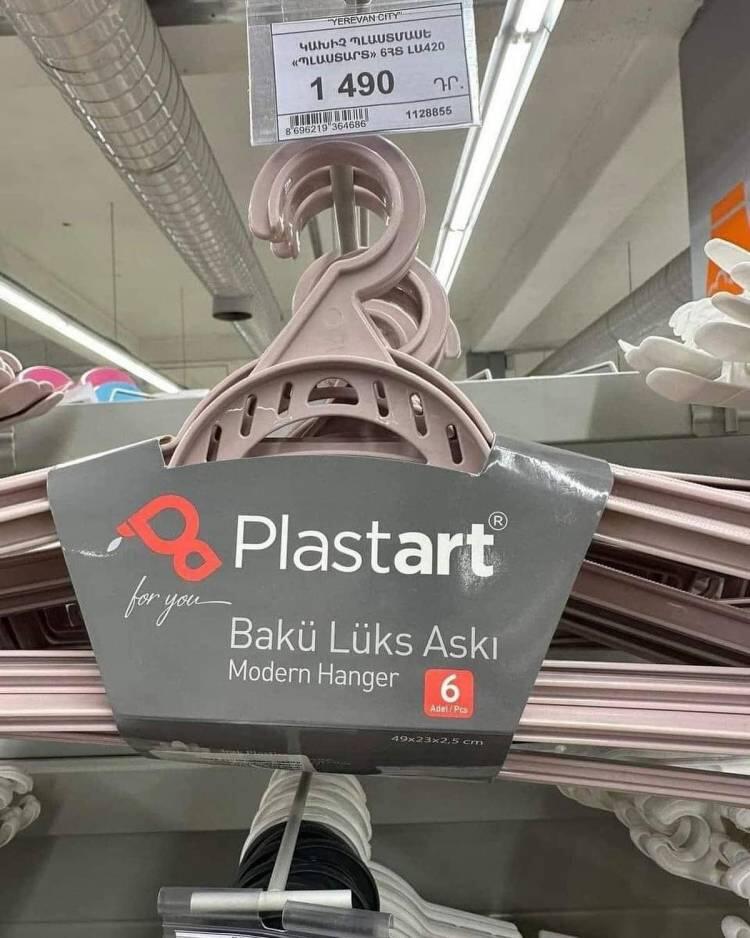 "YEREVAN CITY"
ԿԱԽԻՉ ՊԼԱՍՏՄԱՍԵ
«ՊԼԱՍՏԱՐՏ» 6ՀՏ LU420
1 490 ԴՐ.
8 696219 364686
1128855
Plastart®
for you
Bakü Lüks Askı
Modern Hanger
6
Adet / Pcs
49x23x2,5 cm